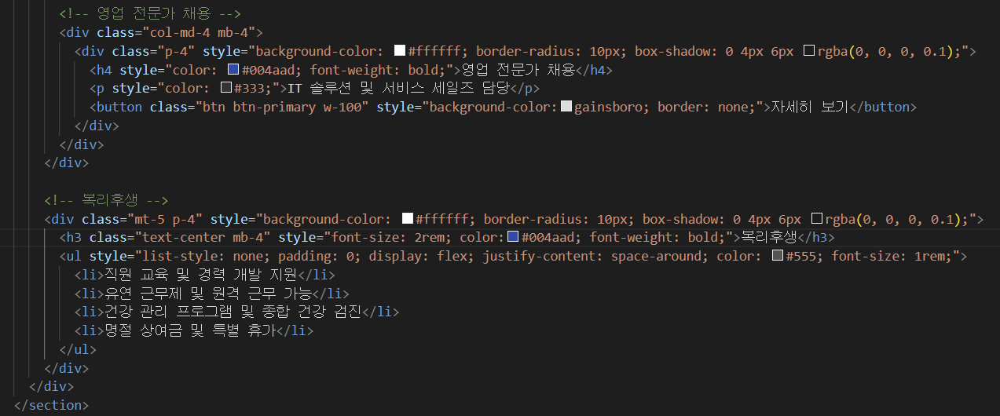 <!-- 영업 전문가 채용 -->
<div class="col-md-4 mb-4">
<div class="p-4" style="background-color: #ffffff; border-radius: 10px; box-shadow: 0 4px 6px rgba(0, 0, 0, 0.1);">
<h4 style="color: #004aad; font-weight: bold;">영업 전문가 채용</h4>
<p style="color: #333;">IT 솔루션 및 서비스 세일즈 담당</p>
<button class="btn btn-primary w-100" style="background-color:gainsboro; border: none;">자세히 보기</button>
</div>
</div>
</div>
<!-- 복리후생 -->
<div class="mt-5 p-4" style="background-color: #ffffff; border-radius: 10px; box-shadow: 0 4px 6px rgba(0, 0, 0, 0.1);">
<h3 class="text-center mb-4" style="font-size: 2rem; color:#004aad; font-weight: bold;">복리후생</h3>
<ul style="list-style: none; padding: 0; display: flex; justify-content: space-around; color: #555; font-size: 1rem;">
<li>직원 교육 및 경력 개발 지원</li>
<li>유연 근무제 및 원격 근무 가능</li>
<li>건강 관리 프로그램 및 종합 건강 검진</li>
<li>명절 상여금 및 특별 휴가</li>
</ul>
</div>
</div>
</section>